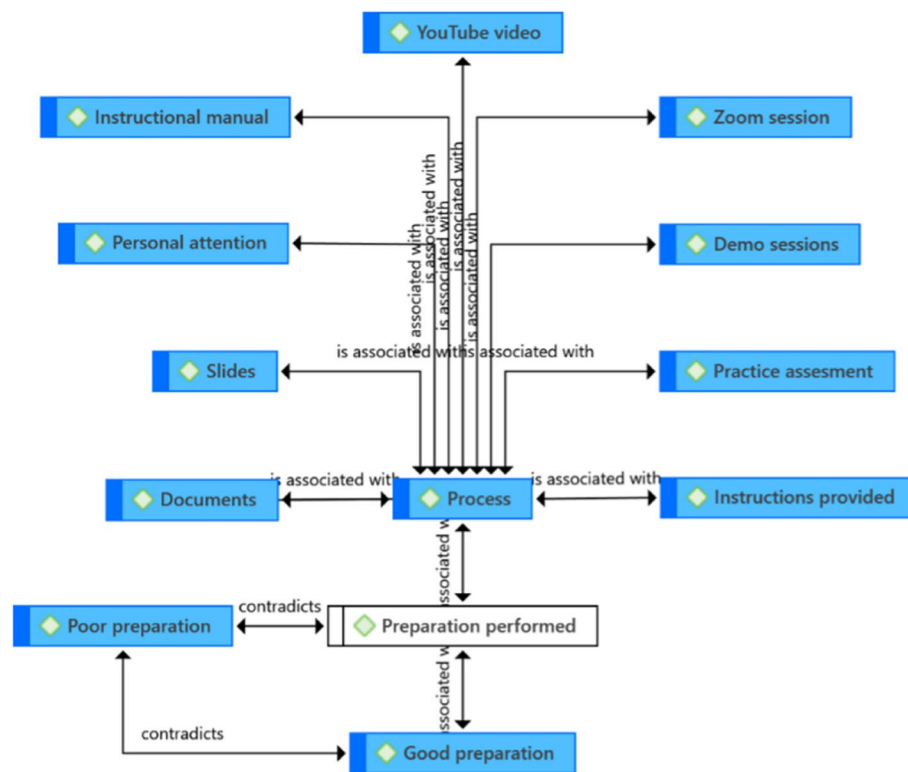 YouTube video
Instructional manual
Zoom session
is associated with
is associated with
is associated with
is associated with
is associated with
Personal attention
Demo sessions
is associated with
is associated with
Slides
Practice assesment
is associated with
is associated with
Documents
Process
Instructions provided
associated
Poor preparation
contradicts
Preparation performed
associated
contradicts
Good preparation